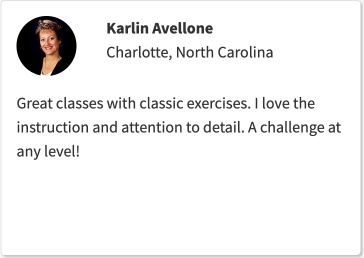 Karlin Avellone
Charlotte, North Carolina
Great classes with classic exercises. I love the
instruction and attention to detail. A challenge at
any level!